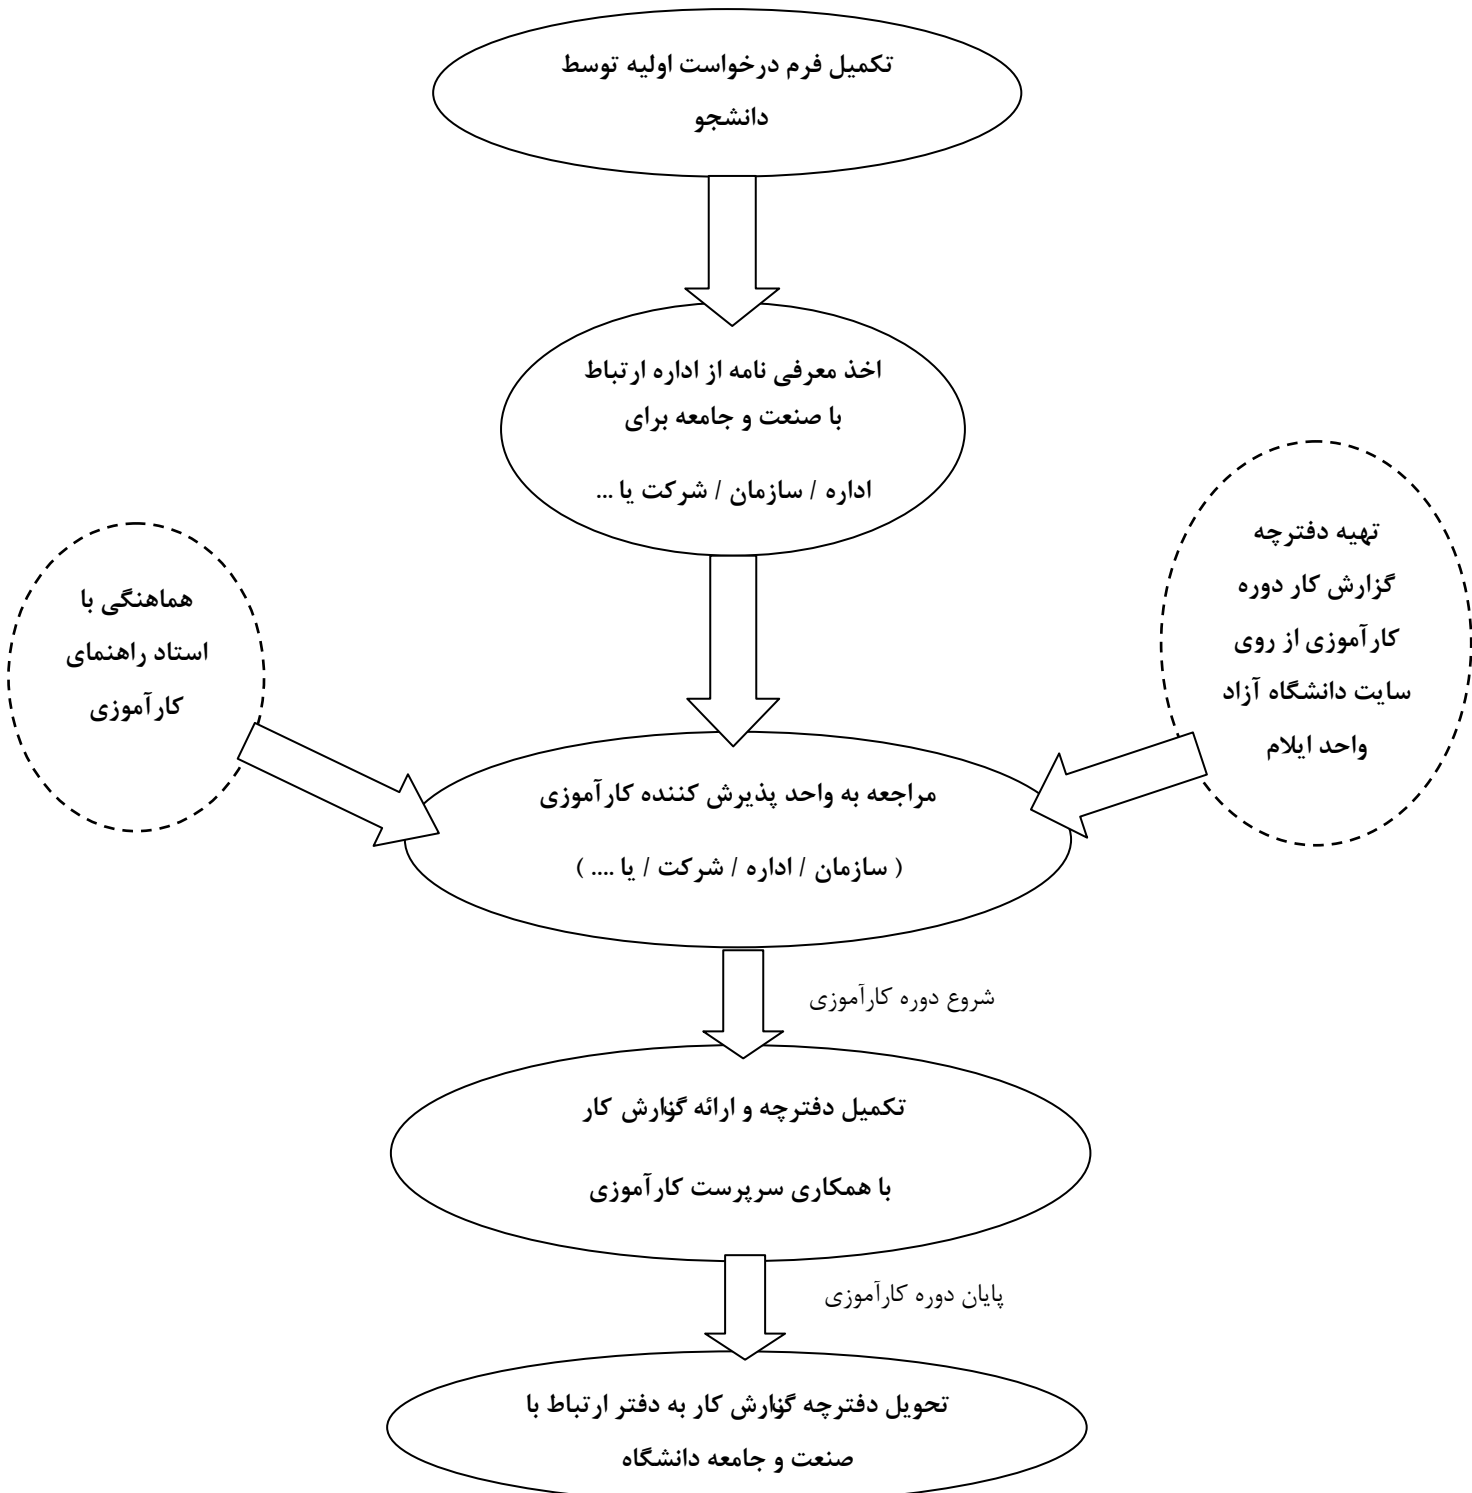 تکمیل فرم درخواست اولیه توسط
دانشجو
اخذ معرفی نامه از اداره ارتباط
با صنعت و جامعه برای
اداره / سازمان / شرکت یا ...
تهیه دفترچه
گزارش کار دوره
کارآموزی از روی
سایت دانشگاه آزاد
واحد ایلام
هماهنگی با
استاد راهنمای
کارآموزی
مراجعه به واحد پذیرش کننده کارآموزی
( سازمان / اداره / شرکت / یا .... )
شروع دوره کارآموزی
تکمیل دفترچه و ارائه گزارش کار
با همکاری سرپرست کارآموزی
پایان دوره کارآموزی
تحویل دفترچه گزارش کار به دفتر ارتباط با
صنعت و جامعه دانشگاه